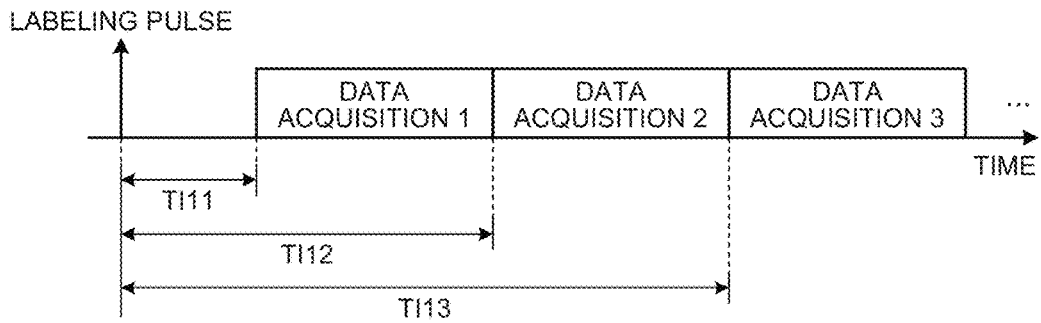 LABELING PULSE
DATA
ACQUISITION 1
DATA
ACQUISITION 2
DATA
ACQUISITION 3
...
TIME
TI11
TI12
TI13